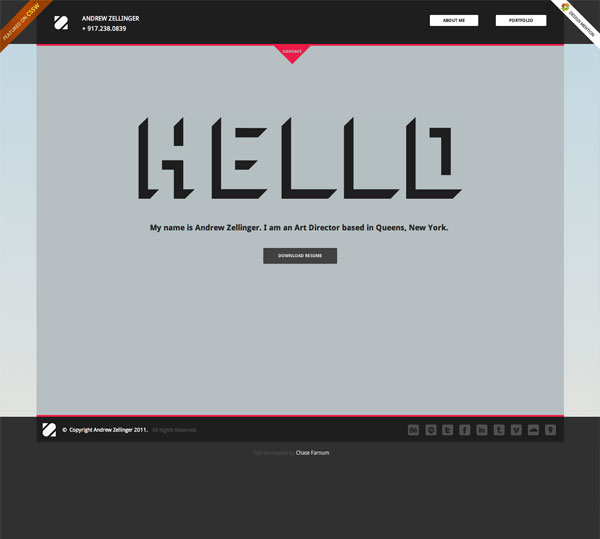 FEATURED ON CSSW
ANDREW ZELLINGER
+ 917.238.0839
ABOUT ME
PORTFOLIO
DESIGN MENTION
contact
HELLO
My name is Andrew Zellinger. I am an Art Director based in Queens, New York.
DOWNLOAD RESUME
© Copyright Andrew Zellinger 2011. All Rights Reserved.
Site developed by Chase Farnum